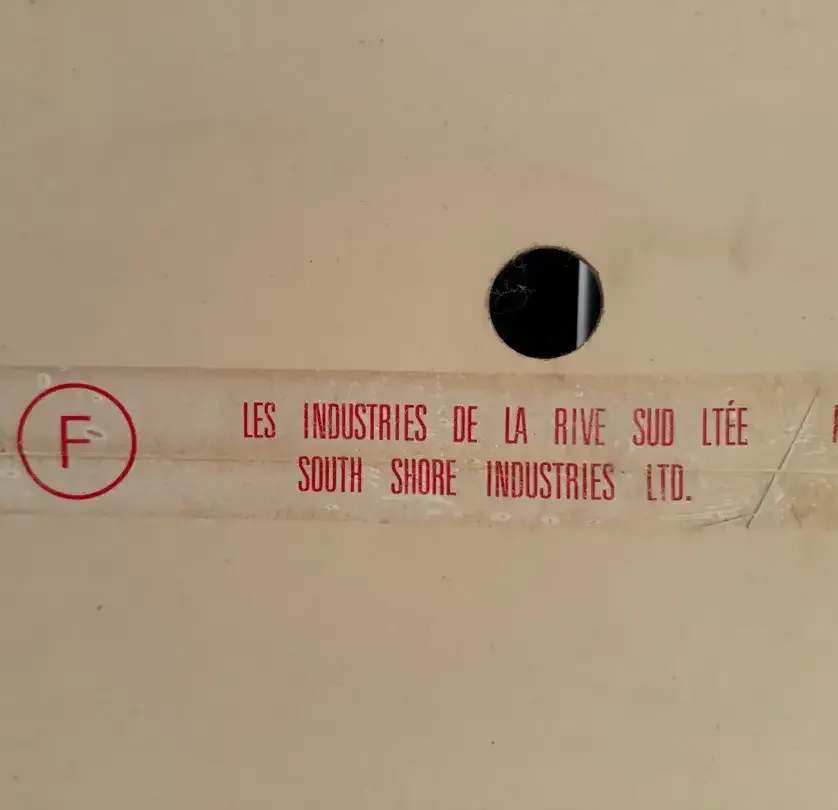 F
LES INDUSTRIES DE LA RIVE SUD LTÉE
SOUTH SHORE INDUSTRIES LTD.